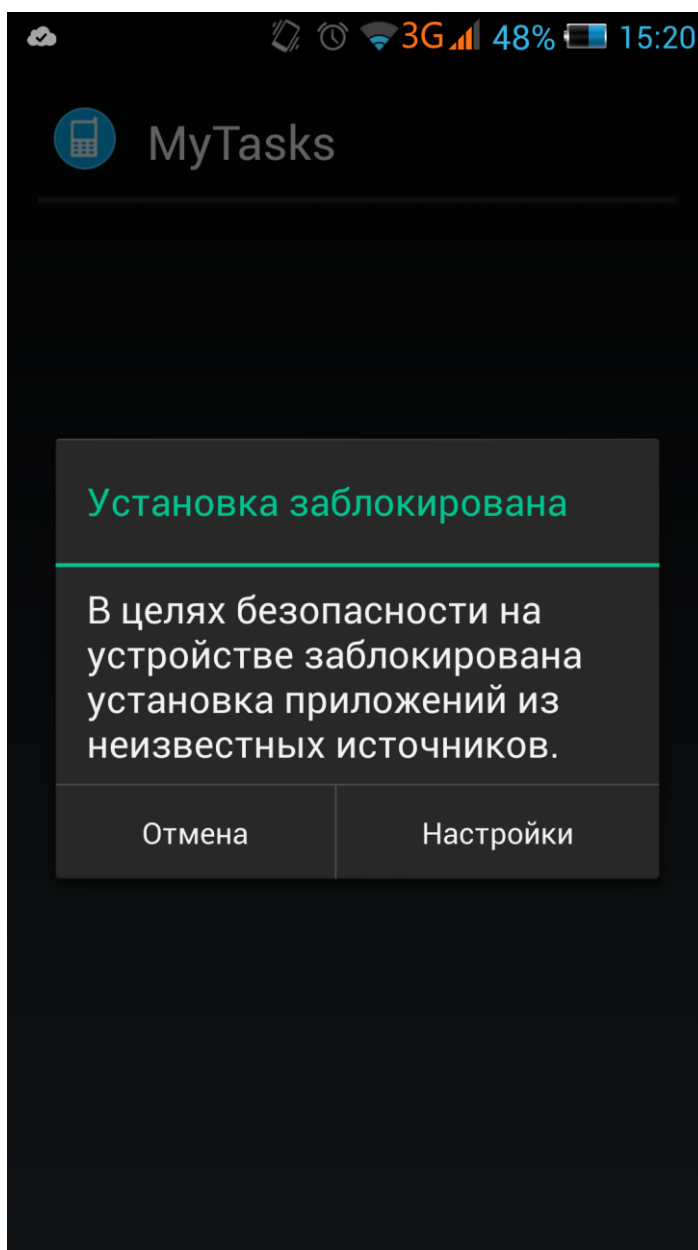 3G 48% 15:20
MyTasks
Установка заблокирована
В целях безопасности на
устройстве заблокирована
установка приложений из
неизвестных источников.
Отмена Настройки